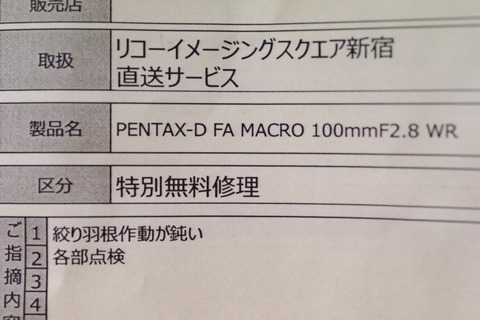 販売店
取扱
リコーイメージングスクエア新宿
直送サービス
製品名
PENTAX-D FA MACRO 100mmF2.8 WR
区分
特別無料修理
ご指摘内容
1 絞り羽根作動が鈍い
2 各部点検
3
4